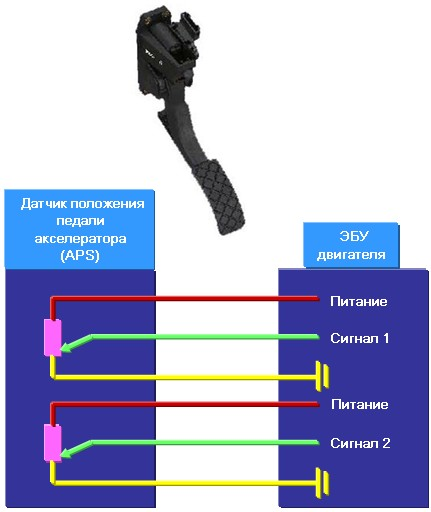 Датчик положения
педали
акселератора
(APS)
ЭБУ
двигателя
Питание
Сигнал 1
Питание
Сигнал 2